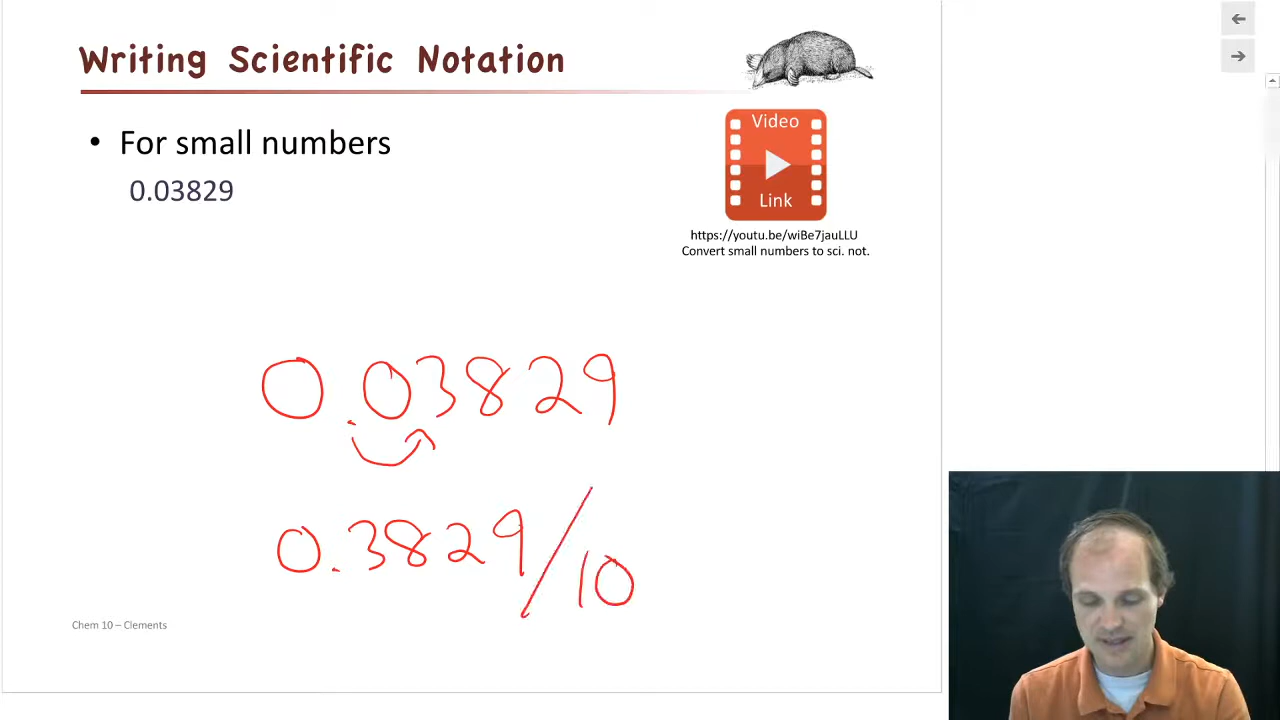 Writing Scientific Notation
• For small numbers
0.03829
Video
Link
https://youtu.be/wiBe7jauLLU
Convert small numbers to sci. not.
0.03829
0.3829/10
Chem 10 – Clements